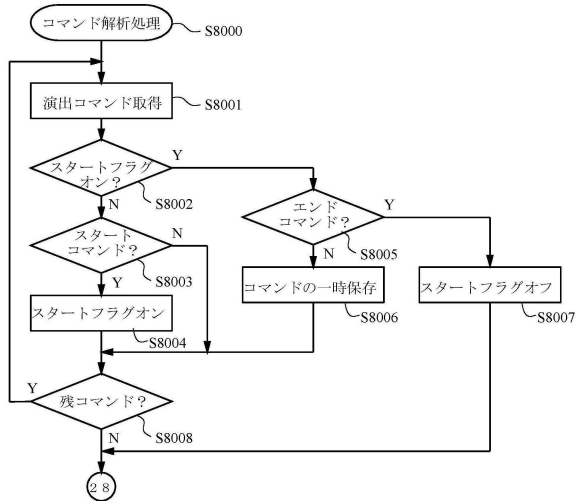 コマンド解析処理
S8000
演出コマンド取得
S8001
スタートフラグ
オン？
Y
S8002
N
エンド
コマンド？
Y
S8005
N
スタート
コマンド？
N
S8003
Y
コマンドの一時保存
S8006
スタートフラグオフ
S8007
スタートフラグオン
S8004
Y
残コマンド？
S8008
N
２８